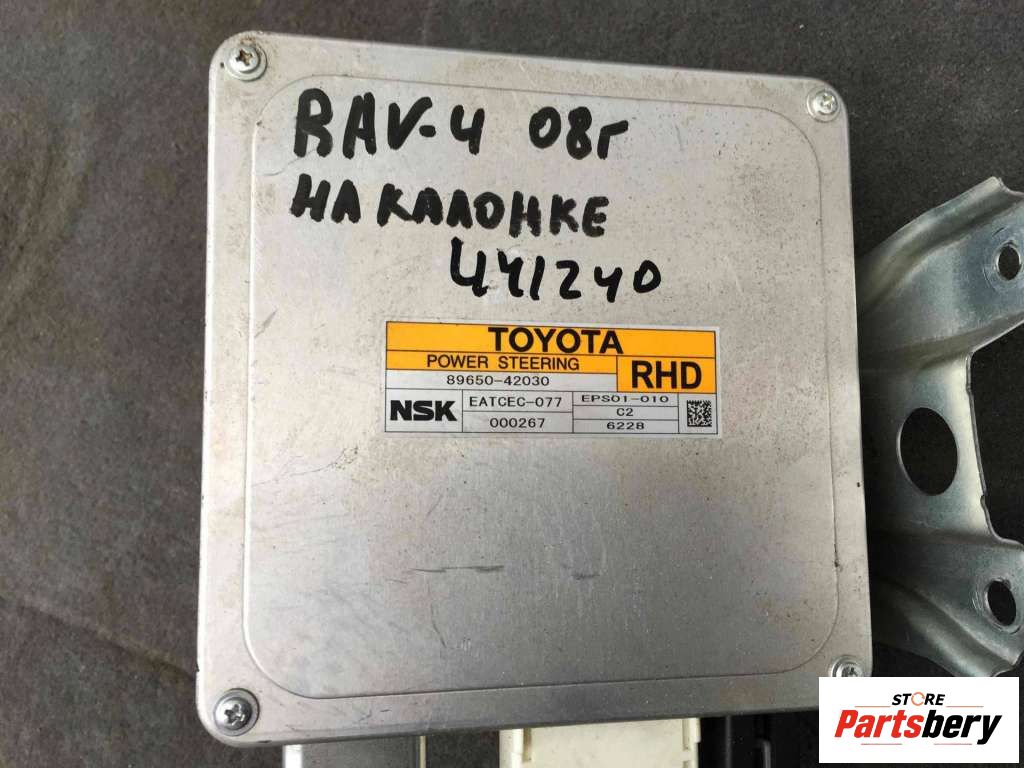 RAV-4 08г
НА КАЛОНКЕ
441240
TOYOTA
POWER STEERING
RHD
89650-42030
NSK
EATCEC-077
EPS01-010
000267
C2
6228
STORE
Partsbery